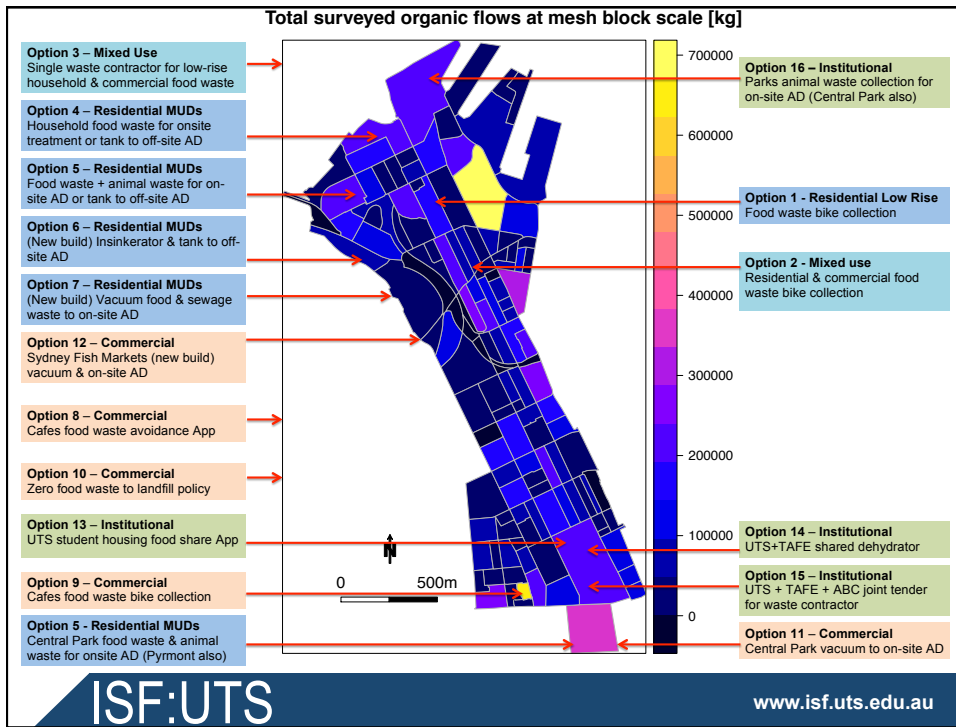 Total surveyed organic flows at mesh block scale [kg]
Option 3 – Mixed Use
Single waste contractor for low-rise
household & commercial food waste
Option 4 – Residential MUDs
Household food waste for onsite
treatment or tank to off-site AD
Option 5 – Residential MUDs
Food waste + animal waste for on-
site AD or tank to off-site AD
Option 6 – Residential MUDs
(New build) Insinkerator & tank to off-
site AD
Option 7 – Residential MUDs
(New build) Vacuum food & sewage
waste to on-site AD
Option 12 – Commercial
Sydney Fish Markets (new build)
vacuum & on-site AD
Option 8 – Commercial
Cafes food waste avoidance App
Option 10 – Commercial
Zero food waste to landfill policy
Option 13 – Institutional
UTS student housing food share App
Option 9 – Commercial
Cafes food waste bike collection
Option 5 - Residential MUDs
Central Park food waste & animal
waste for onsite AD (Pyrmont also)
N
0 500m
700000
600000
500000
400000
300000
200000
100000
0
Option 16 – Institutional
Parks animal waste collection for
on-site AD (Central Park also)
Option 1 - Residential Low Rise
Food waste bike collection
Option 2 - Mixed use
Residential & commercial food
waste bike collection
Option 14 – Institutional
UTS+TAFE shared dehydrator
Option 15 – Institutional
UTS + TAFE + ABC joint tender
for waste contractor
Option 11 – Commercial
Central Park vacuum to on-site AD
ISF:UTS
www.isf.uts.edu.au